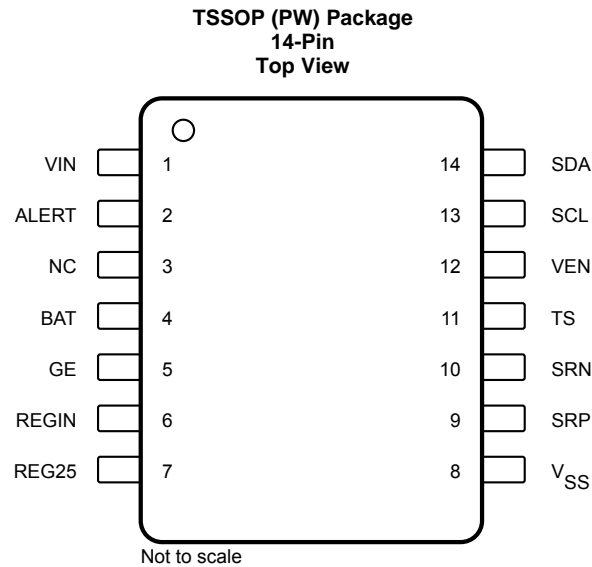 TSSOP (PW) Package
14-Pin
Top View
VIN 1 14 SDA
ALERT 2 13 SCL
NC 3 12 VEN
BAT 4 11 TS
GE 5 10 SRN
REGIN 6 9 SRP
REG25 7 8 VSS
Not to scale